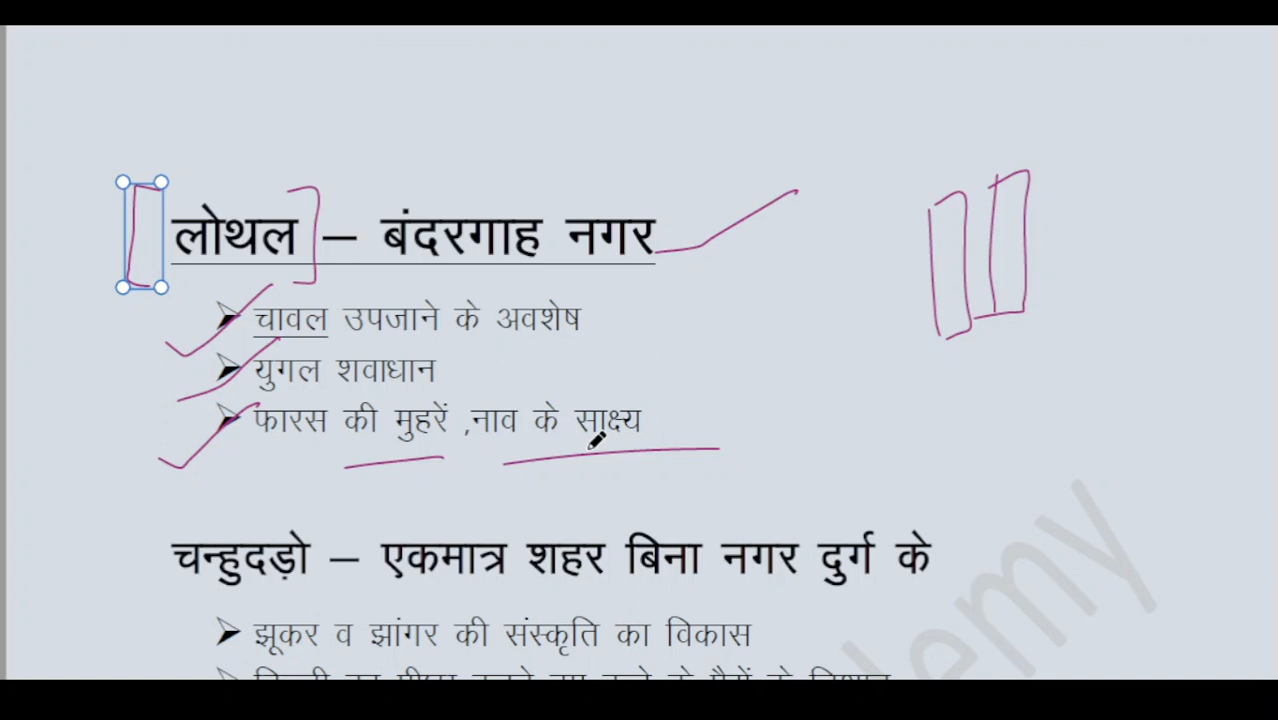 लोथल – बंदरगाह नगर
➤ चावल उपजाने के अवशेष
➤ युगल शवाधान
➤ फारस की मुहरें ,नाव के साक्ष्य
चन्हुदड़ो – एकमात्र शहर बिना नगर दुर्ग के
➤ झूकर व झांगर की संस्कृति का विकास